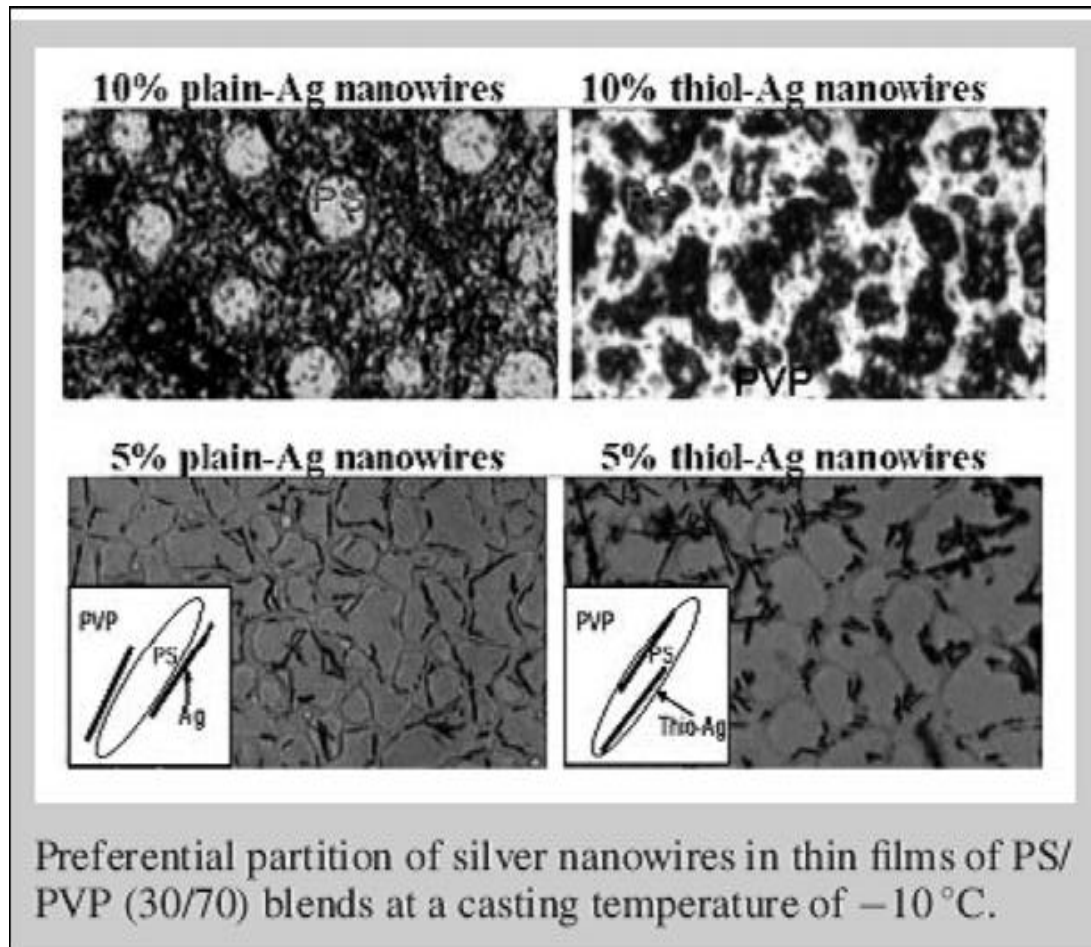 10% plain-Ag nanowires
10% thiol-Ag nanowires
PS
PS
PVP
PVP
5% plain-Ag nanowires
5% thiol-Ag nanowires
PVP
PS
Ag
PVP
PS
Thio-Ag
Preferential partition of silver nanowires in thin films of PS/
PVP (30/70) blends at a casting temperature of −10 °C.